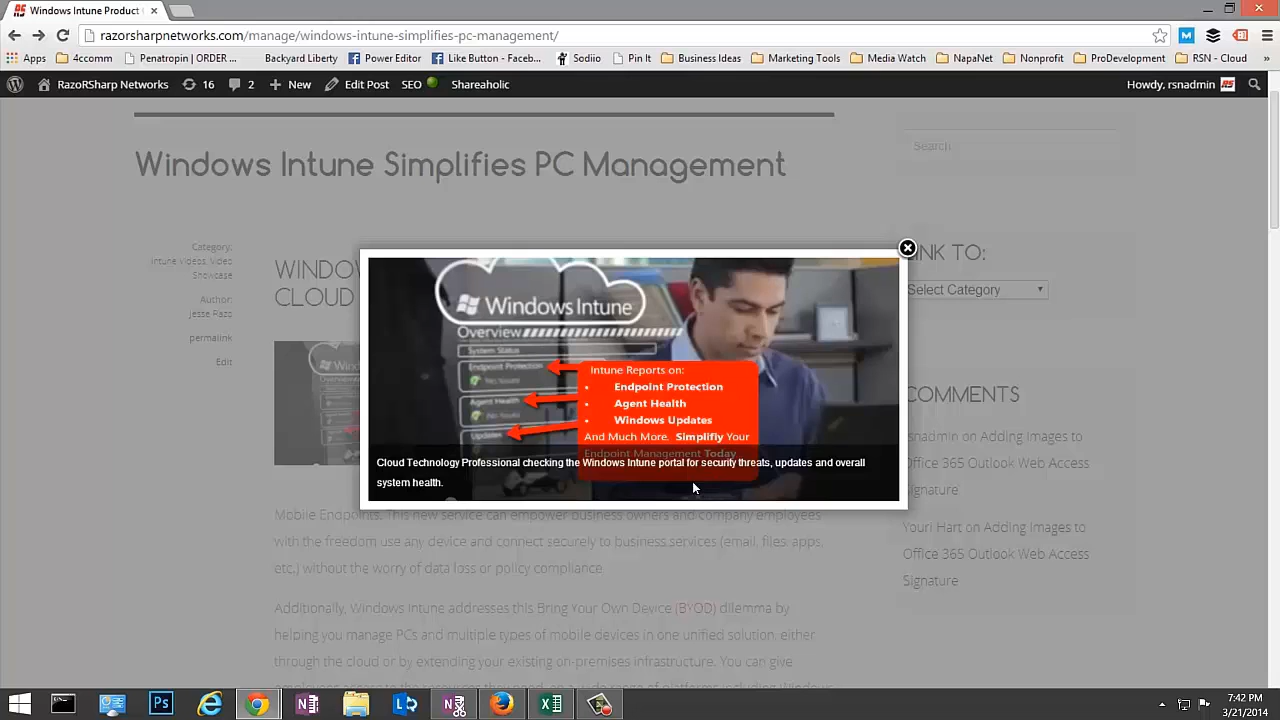 Windows Intune Product
razorsharpnetworks.com/manage/windows-intune-simplifies-pc-management/
Apps 4ccomm Penatropin | ORDER ... Backyard Liberty Power Editor Like Button - Faceb... Sodiio Pin It Business Ideas Marketing Tools Media Watch NapaNet Nonprofit ProDevelopment RSN - Cloud »
RazORSharp Networks 16 2 New Edit Post SEO Shareaholic Howdy, rsnadmin
Windows Intune Simplifies PC Management
Search
Category:
Intune Videos, Video
Showcase
Author:
Jesse Razo
permalink
Edit
WINDOW
CLOUD
Windows Intune
Overview
System Status
Endpoint Protection
No Issues
Agent Health
No Issues
Updates
Intune Reports on:
• Endpoint Protection
• Agent Health
• Windows Updates
And Much More. Simplifiy Your
Endpoint Management Today
Cloud Technology Professional checking the Windows Intune portal for security threats, updates and overall
system health.
LINK TO:
Select Category
COMMENTS
rsnadmin on Adding Images to
Office 365 Outlook Web Access
Signature
Youri Hart on Adding Images to
Office 365 Outlook Web Access
Signature
Mobile Endpoints. This new service can empower business owners and company employees
with the freedom use any device and connect securely to business services (email, files, apps,
etc.) without the worry of data loss or policy compliance.
Additionally, Windows Intune addresses this Bring Your Own Device (BYOD) dilemma by
helping you manage PCs and multiple types of mobile devices in one unified solution, either
through the cloud or by extending your existing on-premises infrastructure. You can give
7:42 PM
3/21/2014